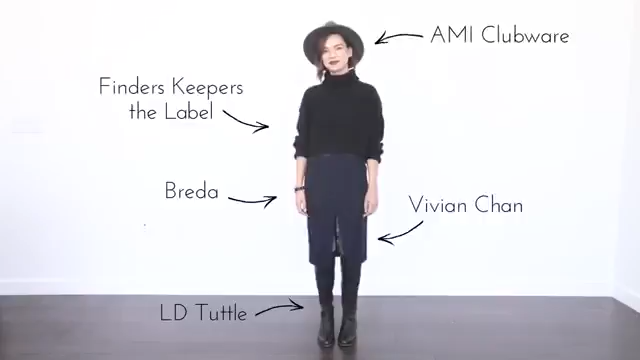 AMI Clubware
Finders Keepers
the Label
Breda
Vivian Chan
LD Tuttle